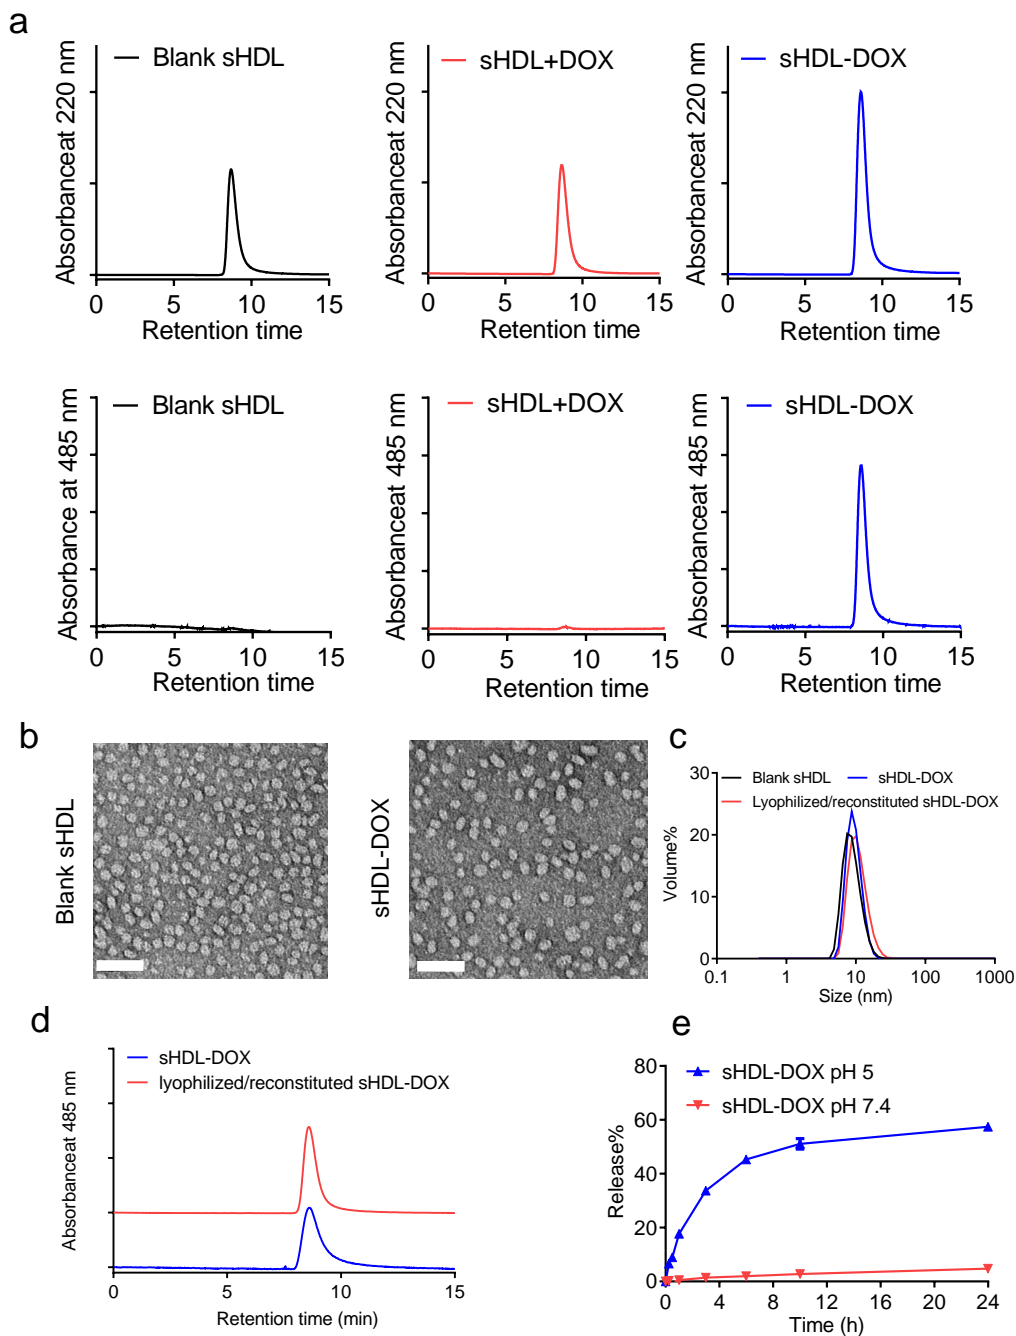 a
Blank sHDL
sHDL+DOX
sHDL-DOX
Absorbanceat 220 nm
Absorbanceat 220 nm
Absorbanceat 220 nm
0 5 10 15
0 5 10 15
0 5 10 15
Retention time
Retention time
Retention time
Blank sHDL
sHDL+DOX
sHDL-DOX
Absorbance at 485 nm
Absorbanceat 485 nm
Absorbanceat 485 nm
0 5 10 15
0 5 10 15
0 5 10 15
Retention time
Retention time
Retention time
b
Blank sHDL
sHDL-DOX
c
Blank sHDL
sHDL-DOX
Lyophilized/reconstituted sHDL-DOX
Volume%
30
20
10
0
0.1 1 10 100 1000
Size (nm)
d
sHDL-DOX
lyophilized/reconstituted sHDL-DOX
Absorbanceat 485 nm
0 5 10 15
Retention time (min)
e
sHDL-DOX pH 5
sHDL-DOX pH 7.4
Release%
80
60
40
20
0
0 4 8 12 16 20 24
Time (h)